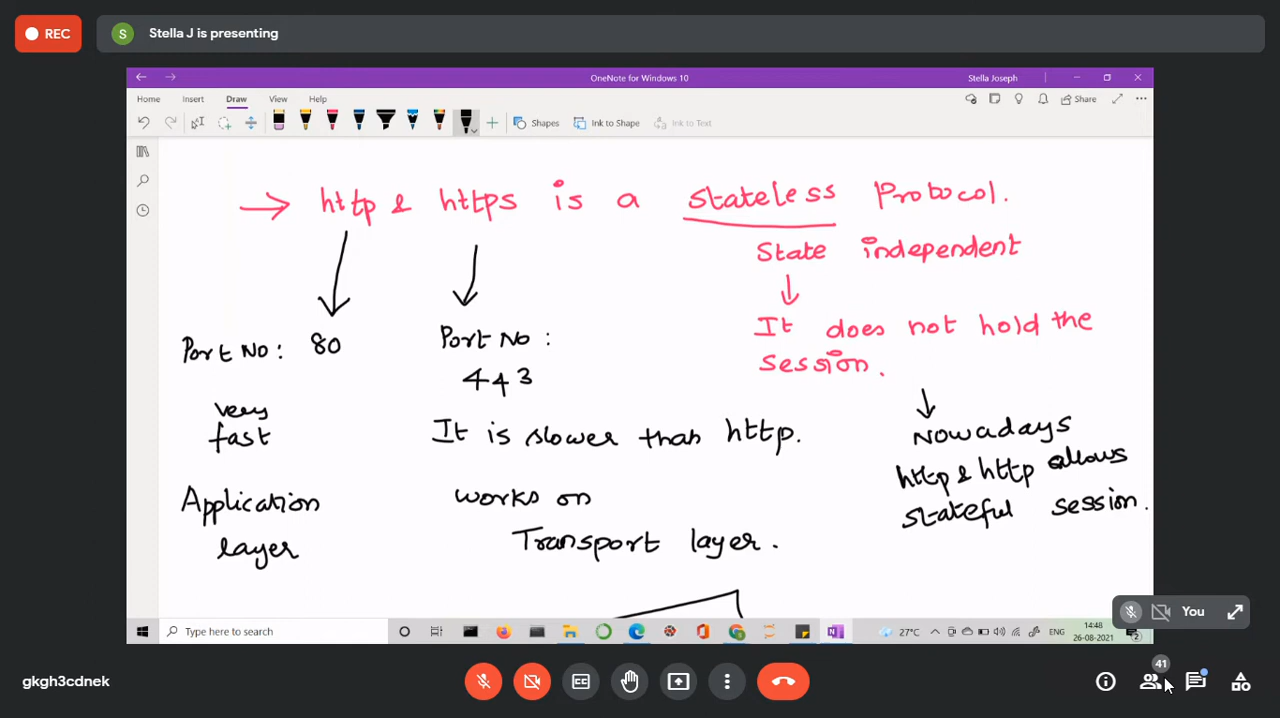 REC
S
Stella J is presenting
OneNote for Windows 10
Stella Joseph
Home Insert Draw View Help
Share
Shapes
Ink to Shape
Ink to Text
→ http & https is a stateless Protocol.
State independent
It does not hold the
session.
Port No: 80
Port No :
443
very
fast
It is slower than http.
Nowadays
http & http allows
stateful session.
Application
layer
works on
Transport layer.
You
Type here to search
27°C
ENG
14:48
26-08-2021
2
gkgh3cdnek
41